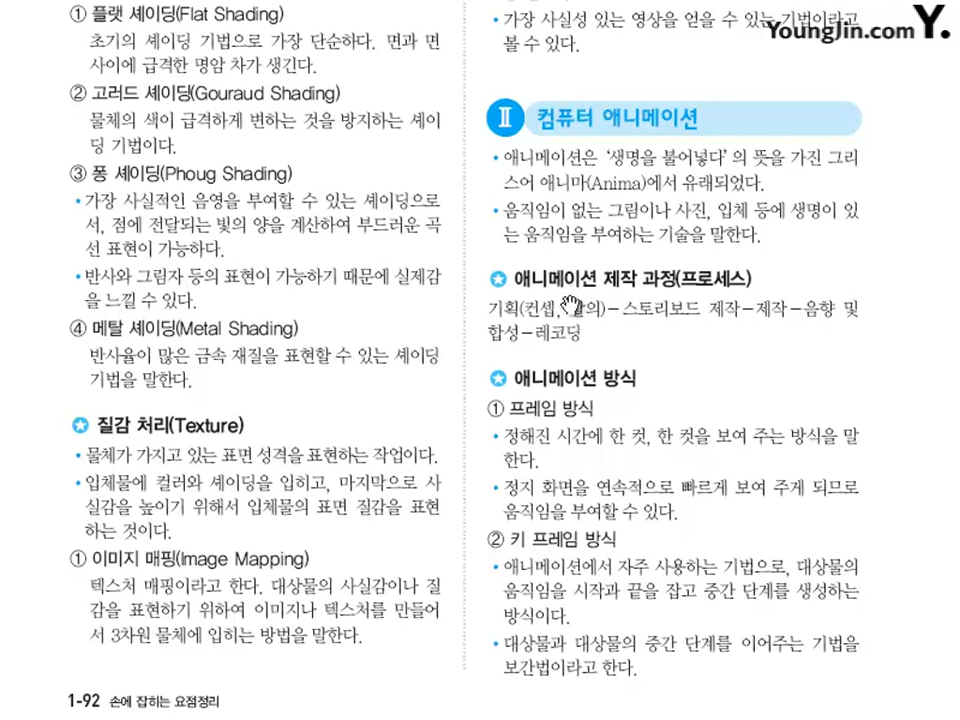 ① 플랫 셰이딩(Flat Shading)
초기의 셰이딩 기법으로 가장 단순하다. 면과 면
사이에 급격한 명암 차가 생긴다.
② 고러드 셰이딩(Gouraud Shading)
물체의 색이 급격하게 변하는 것을 방지하는 셰이
딩 기법이다.
③ 퐁 셰이딩(Phoug Shading)
• 가장 사실적인 음영을 부여할 수 있는 셰이딩으로
서, 점에 전달되는 빛의 양을 계산하여 부드러운 곡
선 표현이 가능하다.
• 반사와 그림자 등의 표현이 가능하기 때문에 실제감
을 느낄 수 있다.
④ 메탈 셰이딩(Metal Shading)
반사율이 많은 금속 재질을 표현할 수 있는 셰이딩
기법을 말한다.
질감 처리(Texture)
• 물체가 가지고 있는 표면 성격을 표현하는 작업이다.
• 입체물에 컬러와 셰이딩을 입히고, 마지막으로 사
실감을 높이기 위해서 입체물의 표면 질감을 표현
하는 것이다.
① 이미지 매핑(Image Mapping)
텍스처 매핑이라고 한다. 대상물의 사실감이나 질
감을 표현하기 위하여 이미지나 텍스처를 만들어
서 3차원 물체에 입히는 방법을 말한다.
1-92 손에 잡히는 요점정리
• 가장 사실성 있는 영상을 얻을 수 있는 기법이라고
볼 수 있다.
YoungJin.com Y.
Ⅱ 컴퓨터 애니메이션
• 애니메이션은 ‘생명을 불어넣다’의 뜻을 가진 그리
스어 애니마(Anima)에서 유래되었다.
• 움직임이 없는 그림이나 사진, 입체 등에 생명이 있
는 움직임을 부여하는 기술을 말한다.
애니메이션 제작 과정(프로세스)
기획(컨셉, 의)-스토리보드 제작-제작-음향 및
합성-레코딩
애니메이션 방식
① 프레임 방식
• 정해진 시간에 한 컷, 한 컷을 보여 주는 방식을 말
한다.
• 정지 화면을 연속적으로 빠르게 보여 주게 되므로
움직임을 부여할 수 있다.
② 키 프레임 방식
• 애니메이션에서 자주 사용하는 기법으로, 대상물의
움직임을 시작과 끝을 잡고 중간 단계를 생성하는
방식이다.
• 대상물과 대상물의 중간 단계를 이어주는 기법을
보간법이라고 한다.